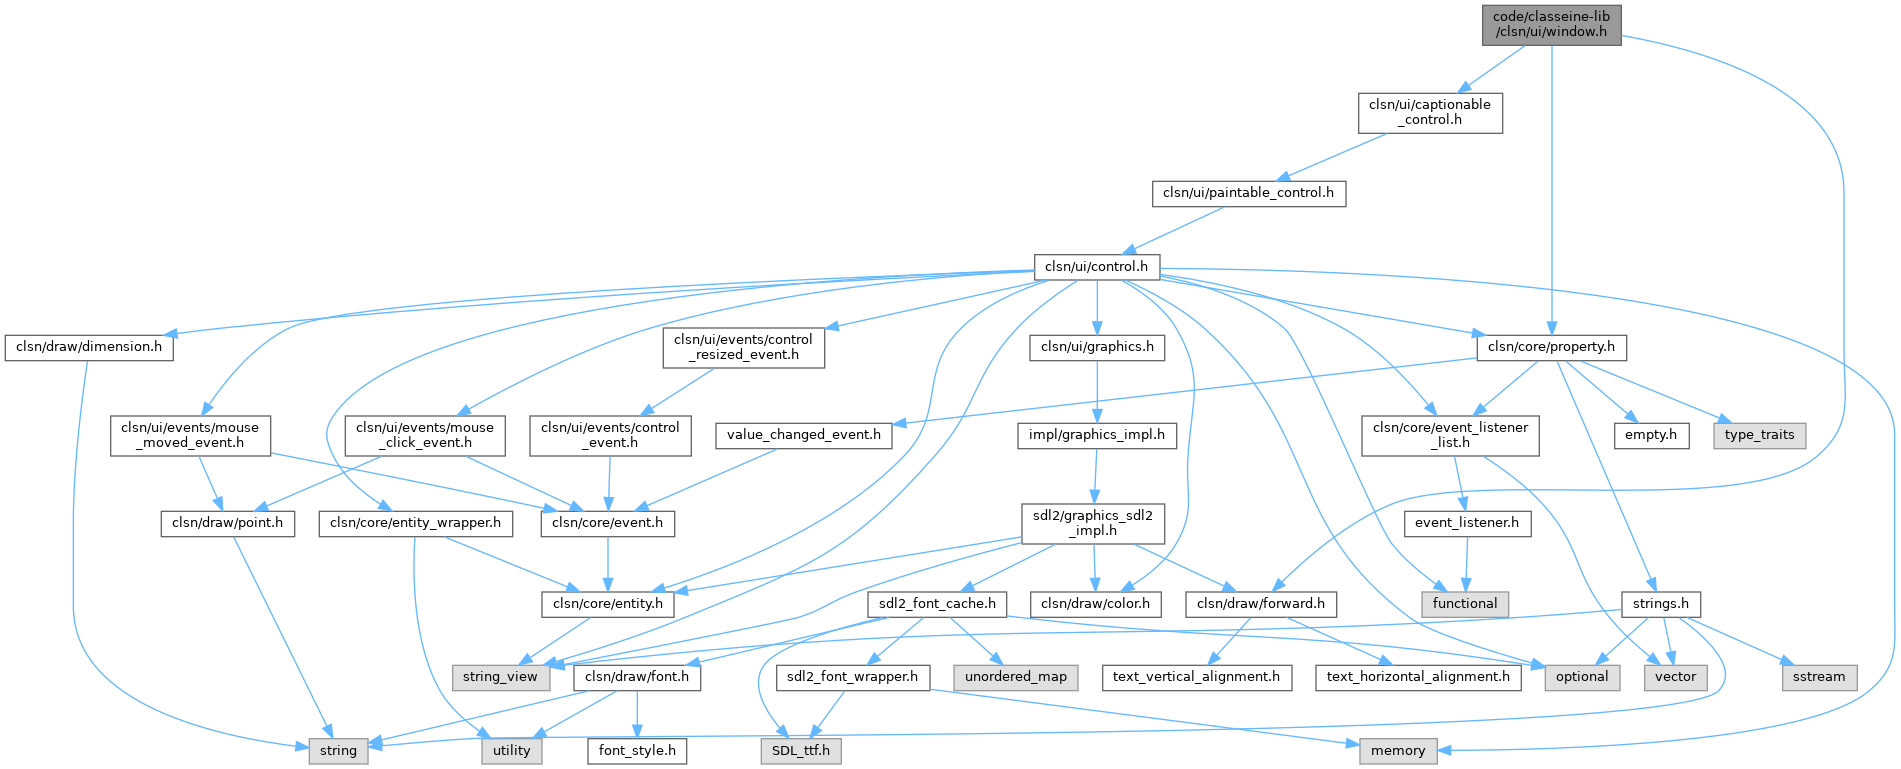 code/classeine-lib
/clsn/ui/window.h
clsn/ui/captionable
_control.h
clsn/ui/paintable_control.h
clsn/ui/control.h
clsn/draw/dimension.h
clsn/ui/events/control
_resized_event.h
clsn/ui/graphics.h
clsn/core/property.h
clsn/ui/events/mouse
_moved_event.h
clsn/ui/events/mouse
_click_event.h
clsn/ui/events/control
_event.h
value_changed_event.h
impl/graphics_impl.h
clsn/core/event_listener
_list.h
empty.h
type_traits
clsn/draw/point.h
clsn/core/entity_wrapper.h
clsn/core/event.h
sdl2/graphics_sdl2
_impl.h
event_listener.h
clsn/core/entity.h
sdl2_font_cache.h
clsn/draw/color.h
clsn/draw/forward.h
functional
strings.h
string_view
clsn/draw/font.h
sdl2_font_wrapper.h
unordered_map
text_vertical_alignment.h
text_horizontal_alignment.h
optional
vector
sstream
string
utility
font_style.h
SDL_ttf.h
memory